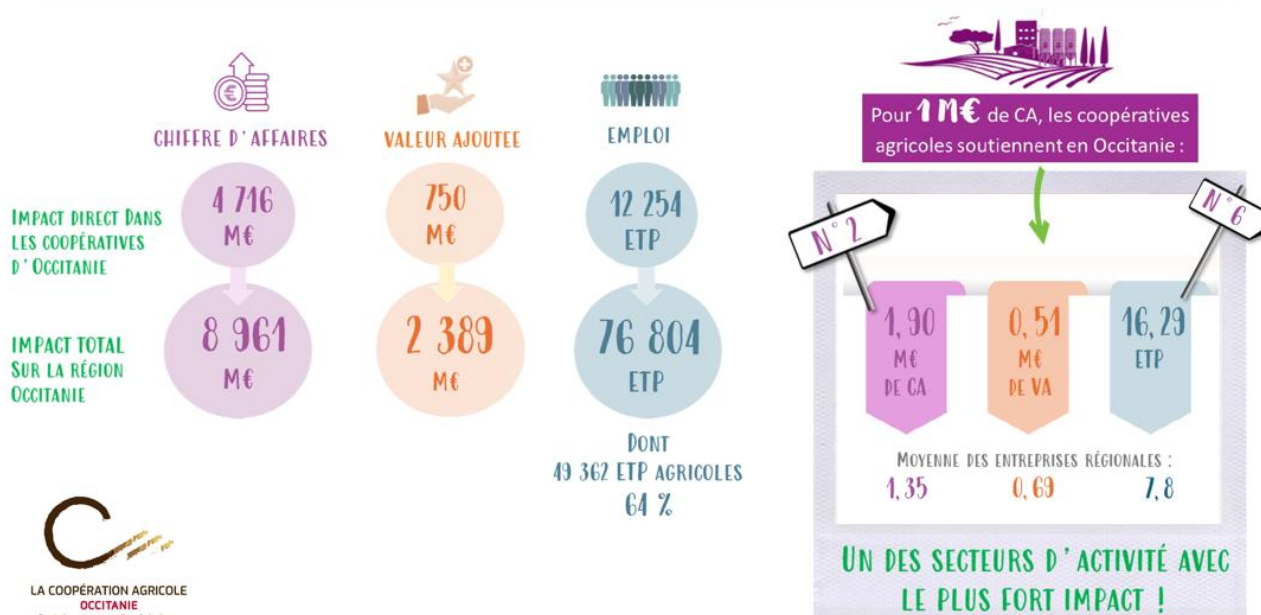 CHIFFRE D'AFFAIRES
VALEUR AJOUTEE
EMPLOI
IMPACT DIRECT DANS
LES COOPÉRATIVES
D'OCCITANIE
4 716
M€
750
M€
12 254
ETP
IMPACT TOTAL
SUR LA RÉGION
OCCITANIE
8 961
M€
2 389
M€
76 804
ETP
DONT
49 362 ETP AGRICOLES
64 %
LA COOPÉRATION AGRICOLE
OCCITANIE
Pour 1 M€ de CA, les coopératives
agricoles soutiennent en Occitanie :
N°2
N°6
1,90
M€
DE CA
0,51
M€
DE VA
16,29
ETP
MOYENNE DES ENTREPRISES RÉGIONALES :
1,35 0,69 7,8
UN DES SECTEURS D'ACTIVITÉ AVEC
LE PLUS FORT IMPACT !